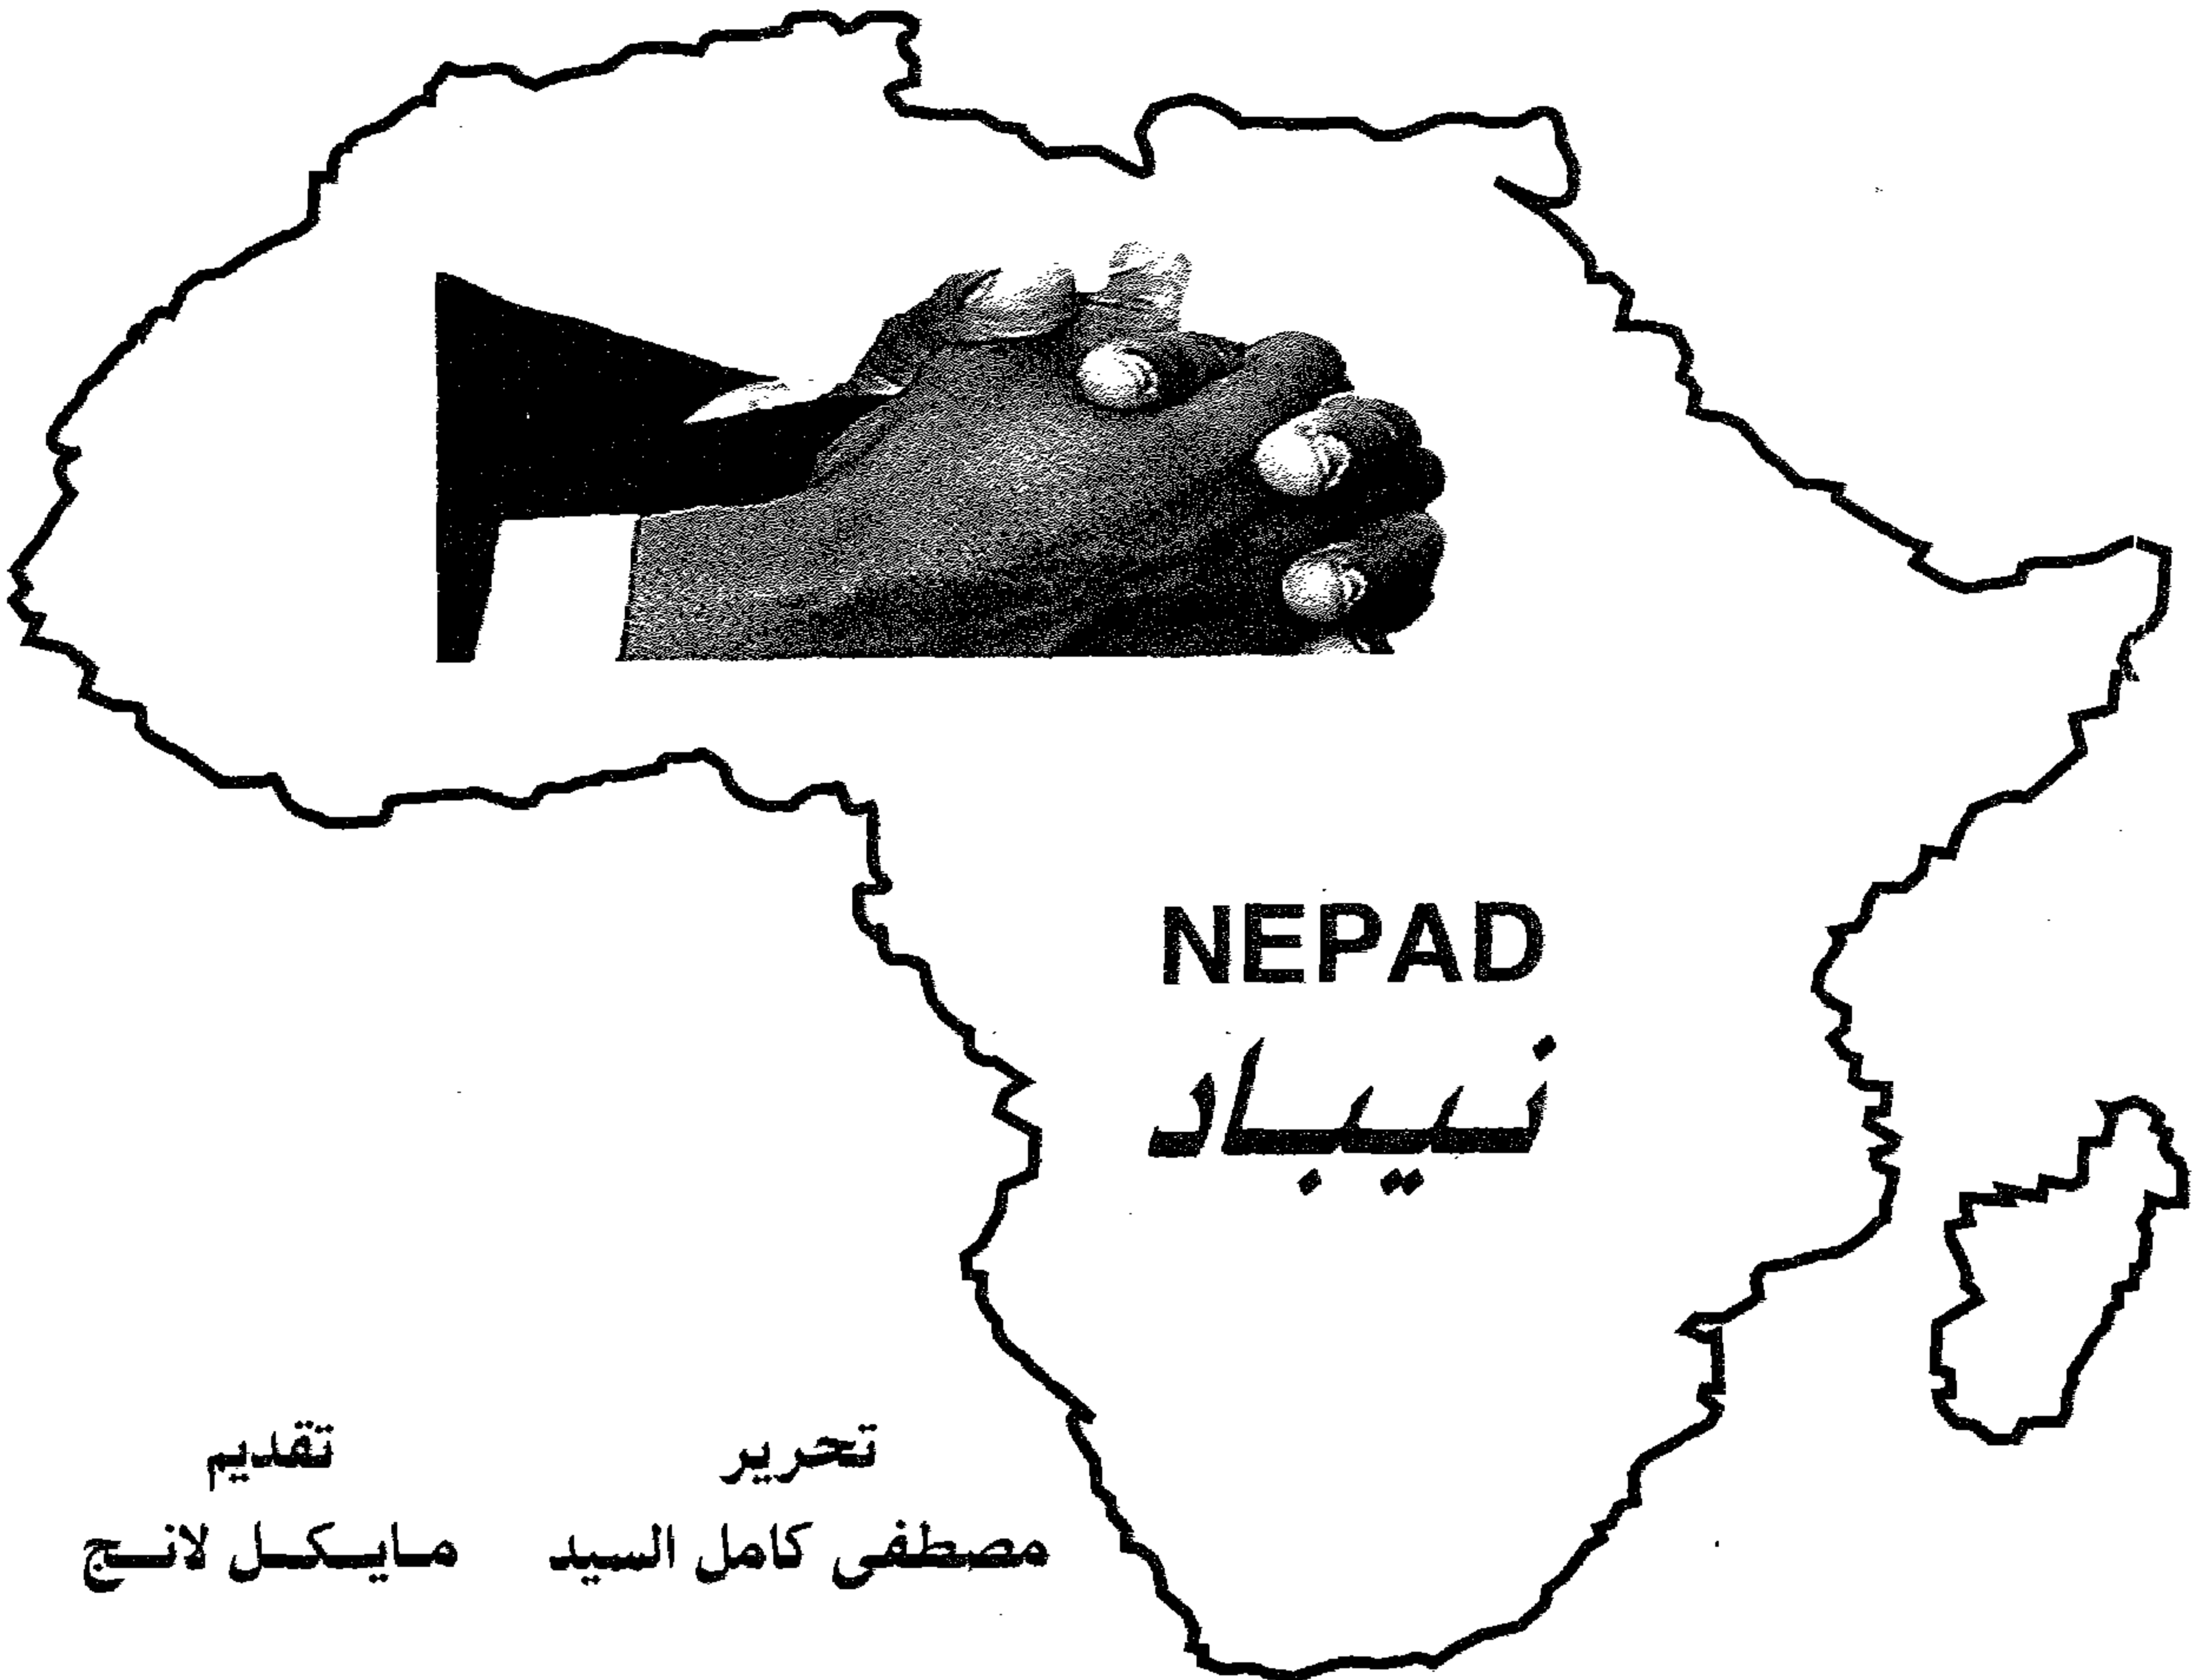 NEPAD
نيباد
تحرير
مصطفى كامل السيد
تقديم
مايكل لانج